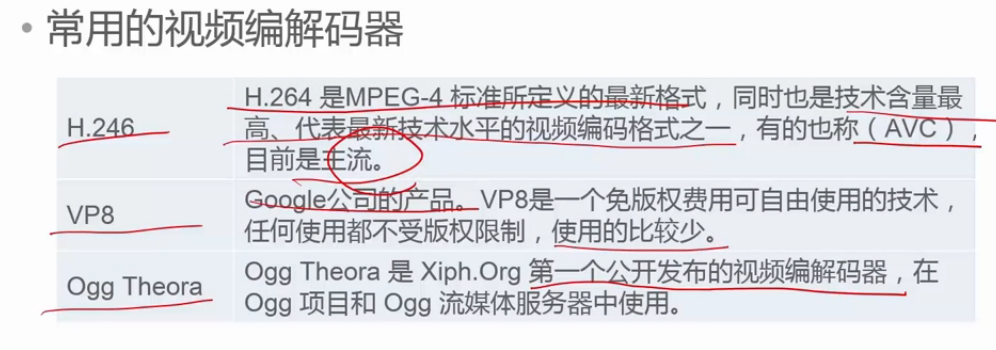 • 常用的视频编解码器
H.246
H.264 是MPEG-4 标准所定义的最新格式，同时也是技术含量最
高、代表最新技术水平的视频编码格式之一，有的也称（AVC），
目前是主流。
VP8
Google公司的产品。VP8是一个免版权费用可自由使用的技术，
任何使用都不受版权限制，使用的比较少。
Ogg Theora
Ogg Theora 是 Xiph.Org 第一个公开发布的视频编解码器，在
Ogg 项目和 Ogg 流媒体服务器中使用。